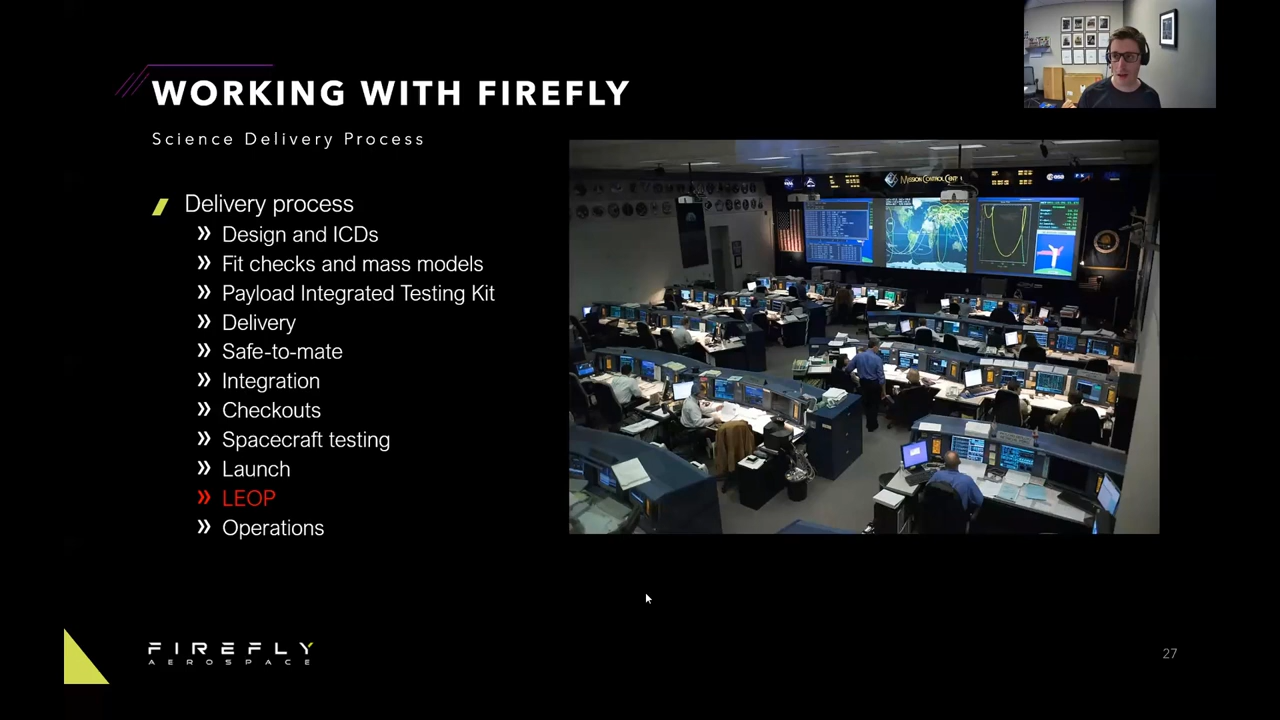 WORKING WITH FIREFLY
Science Delivery Process
Delivery process
» Design and ICDs
» Fit checks and mass models
» Payload Integrated Testing Kit
» Delivery
» Safe-to-mate
» Integration
» Checkouts
» Spacecraft testing
» Launch
» LEOP
» Operations
MISSION CONTROL CENTER
esa
FIREFLY
AEROSPACE
27